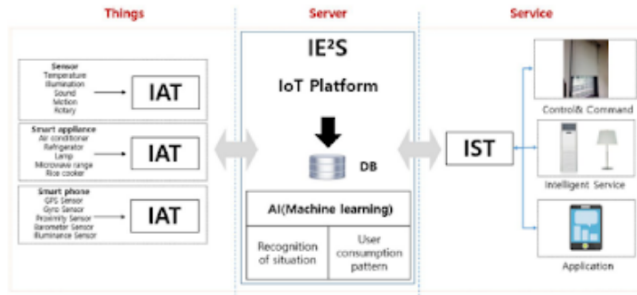 Things
Server
Service
Sensor
Temperature
Illumination
Sound
Motion
Rotary
IAT
Smart appliance
Air conditioner
Refrigerator
Lamp
Microwave range
Rice cooker
IAT
Smart phone
GPS Sensor
Gyro Sensor
Proximity Sensor
Barometer Sensor
Illuminance Sensor
IAT
IE²S
IoT Platform
DB
AI(Machine learning)
Recognition
of situation
User
consumption
pattern
IST
Control& Command
Intelligent Service
Application